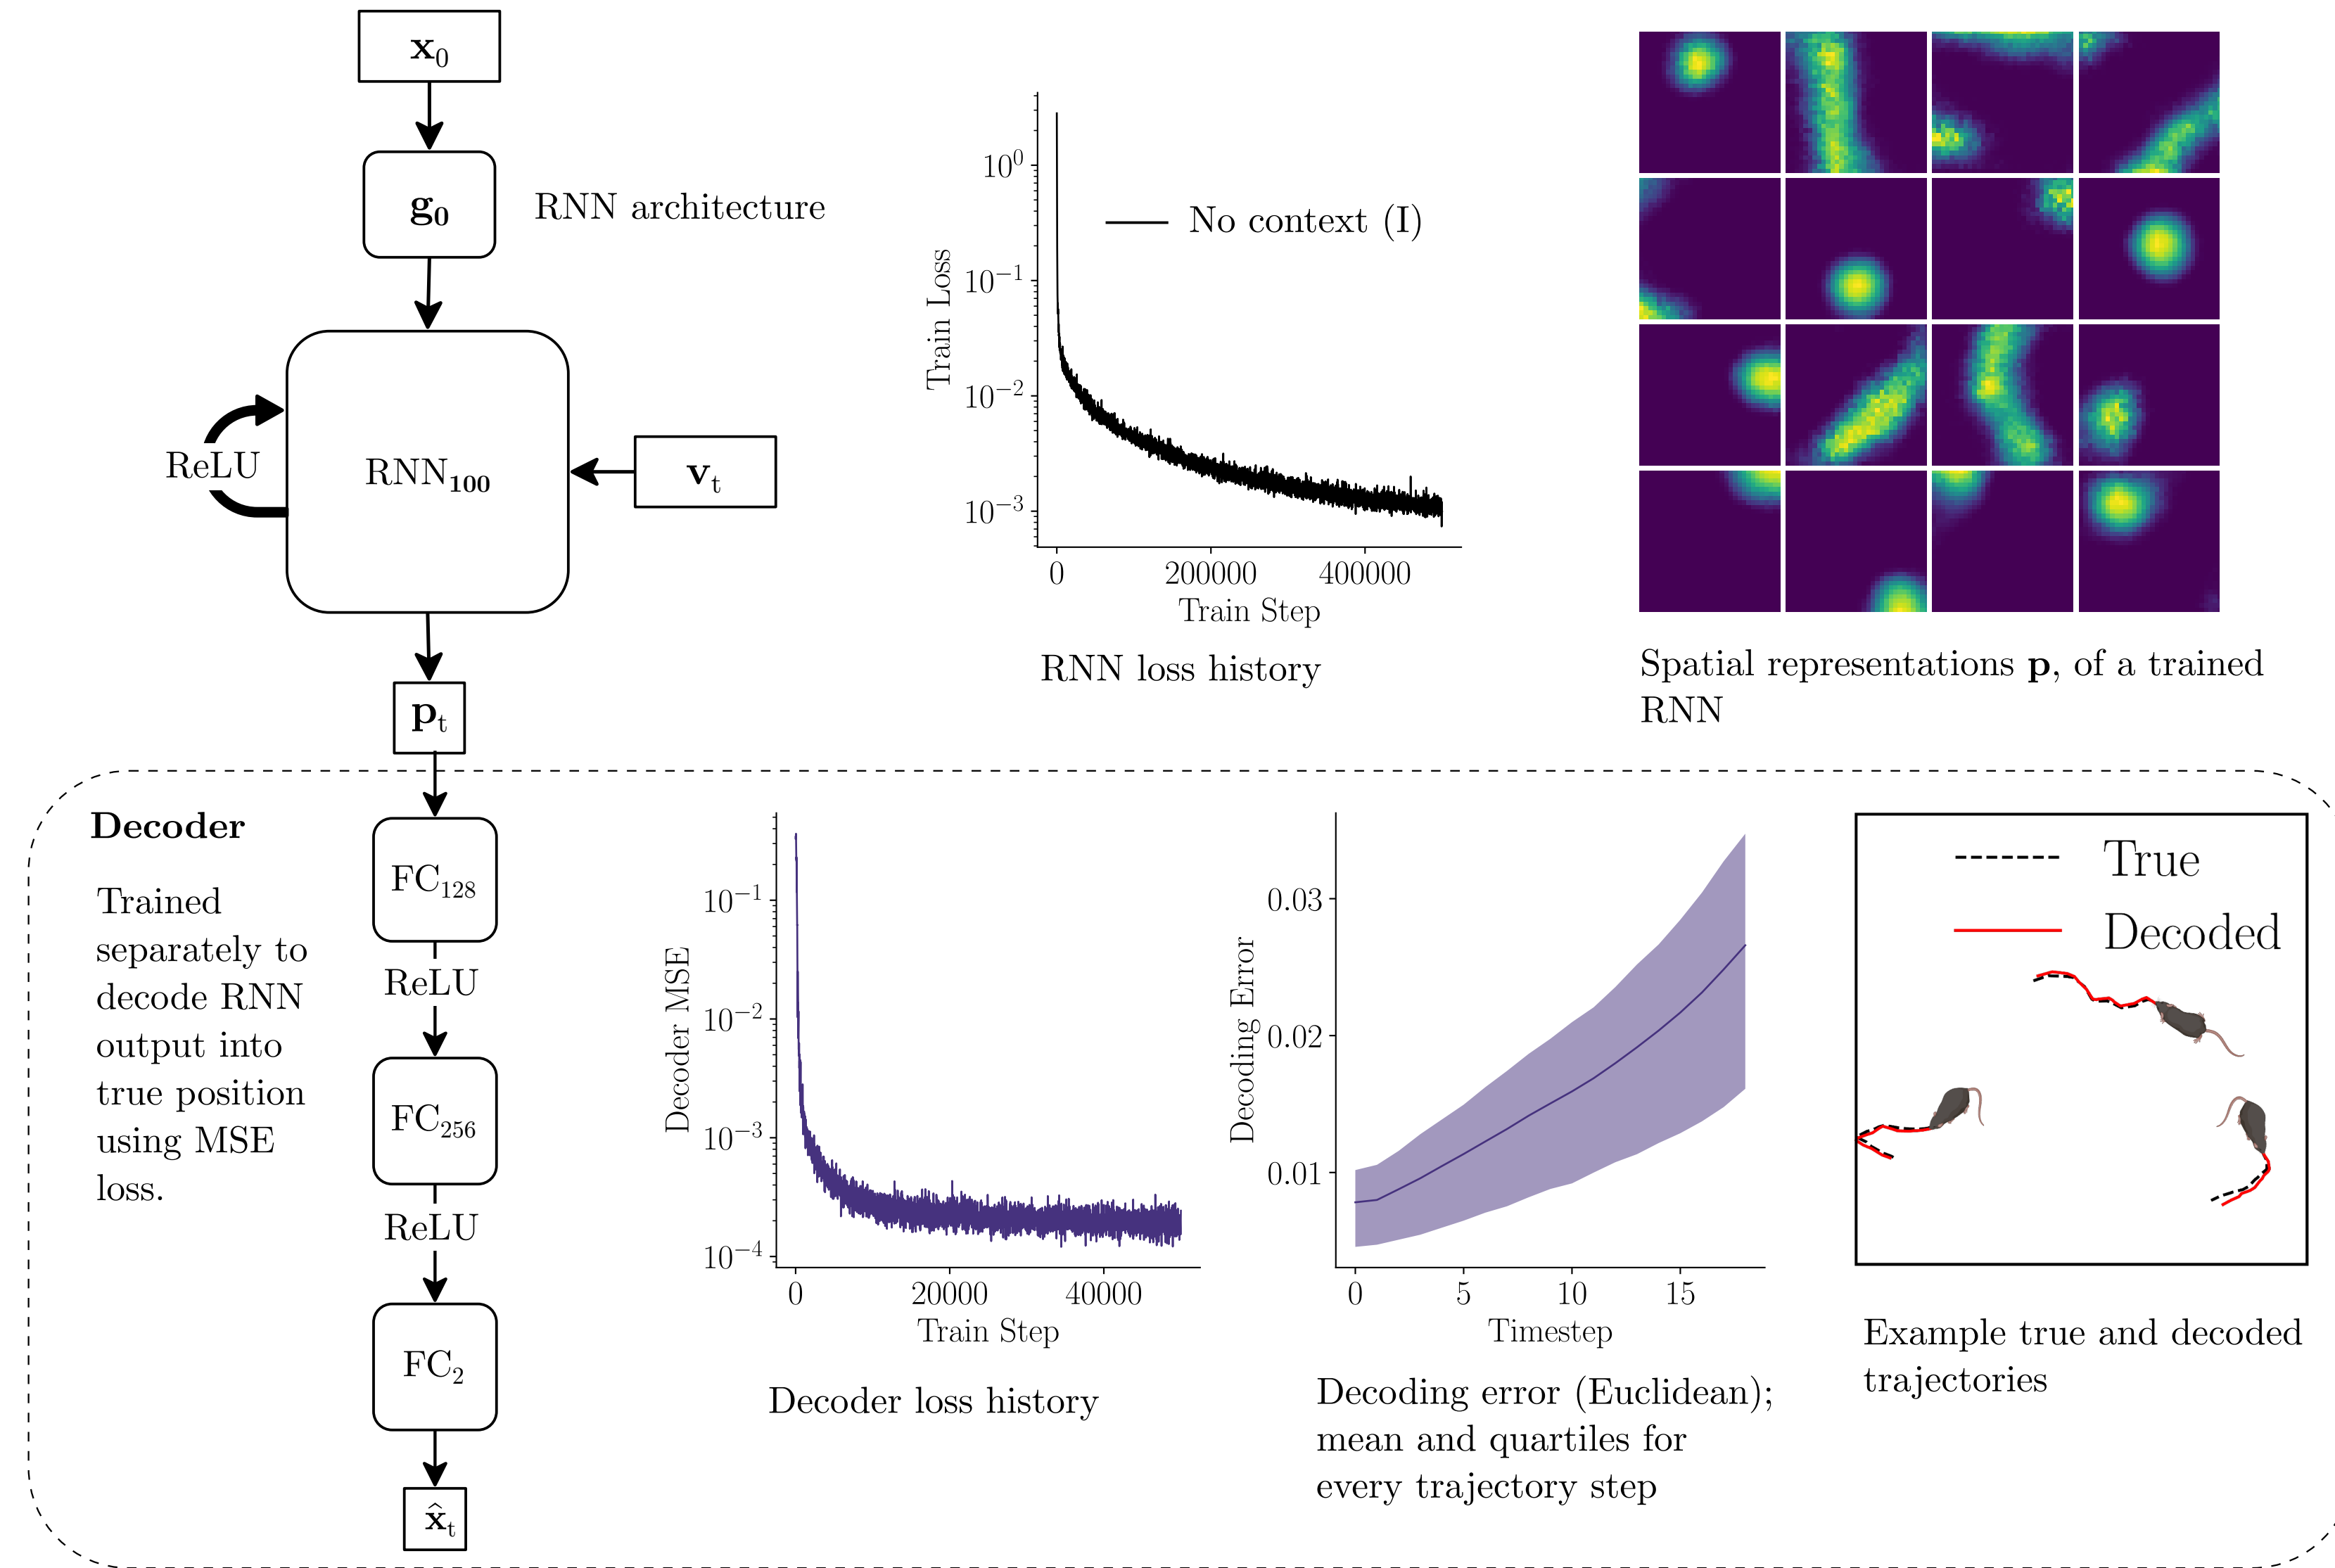 x₀
g₀
RNN architecture
RNN₁₀₀
ReLU
vₜ
pₜ
10⁰
10⁻¹
10⁻²
10⁻³
Train Loss
No context (I)
0
200000
400000
Train Step
RNN loss history
Spatial representations p, of a trained
RNN
Decoder
Trained
separately to
decode RNN
output into
true position
using MSE
loss.
FC₁₂₈
ReLU
FC₂₅₆
ReLU
FC₂
x̂ₜ
10⁻¹
10⁻²
10⁻³
10⁻⁴
Decoder MSE
0
20000
40000
Train Step
Decoder loss history
0.03
0.02
0.01
Decoding Error
0
5
10
15
Timestep
Decoding error (Euclidean);
mean and quartiles for
every trajectory step
True
Decoded
Example true and decoded
trajectories